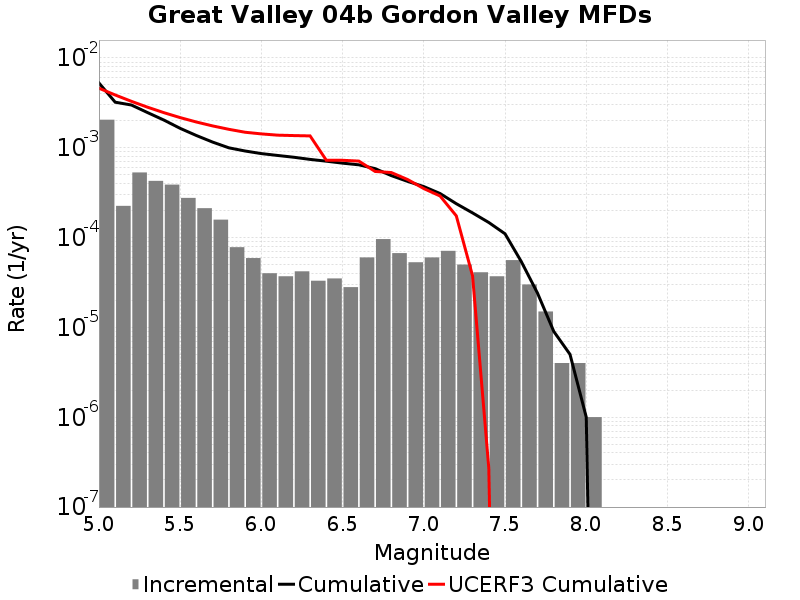 Great Valley 04b Gordon Valley MFDs
Rate (1/yr)
10^-2
10^-3
10^-4
10^-5
10^-6
10^-7
5.0 5.5 6.0 6.5 7.0 7.5 8.0 8.5 9.0
Magnitude
Incremental Cumulative UCERF3 Cumulative